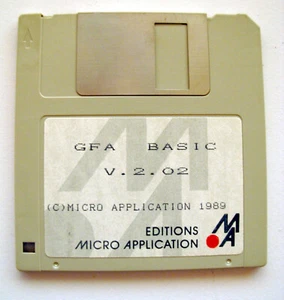 GFA BASIC
V.2.02
(C)MICRO APPLICATION 1989
EDITIONS
MICRO APPLICATION
MA